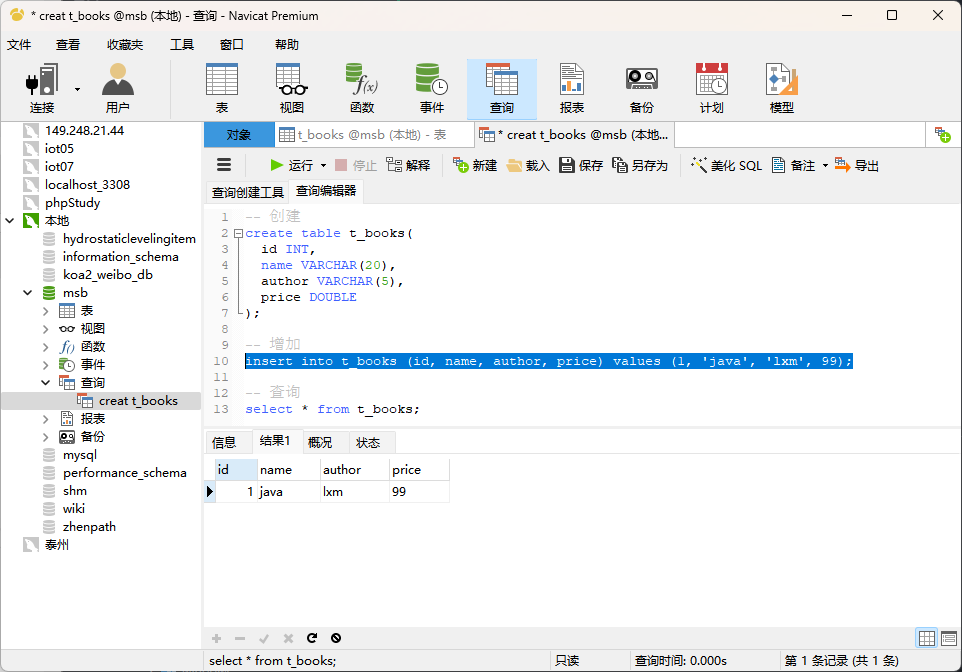 * creat t_books @msb (本地) - 查询 - Navicat Premium
文件 查看 收藏夹 工具 窗口 帮助
连接 用户 表 视图 f(x) 函数 事件 查询 报表 备份 计划 模型
对象 t_books @msb (本地) - 表 * creat t_books @msb (本地...
运行 停止 解释 新建 载入 保存 另存为 美化 SQL 备注 导出
查询创建工具 查询编辑器
149.248.21.44
iot05
iot07
localhost_3308
phpStudy
本地
hydrostaticlevelingitem
information_schema
koa2_weibo_db
msb
表
视图
f() 函数
事件
查询
creat t_books
报表
备份
mysql
performance_schema
shm
wiki
zhenpath
泰州
1 -- 创建
2 create table t_books(
3 id INT,
4 name VARCHAR(20),
5 author VARCHAR(5),
6 price DOUBLE
7 );
8
9 -- 增加
10 insert into t_books (id, name, author, price) values (1, 'java', 'lxm', 99);
11
12 -- 查询
13 select * from t_books;
信息 结果1 概况 状态
id name author price
1 java lxm 99
select * from t_books; 只读 查询时间: 0.000s 第 1 条记录 (共 1 条)